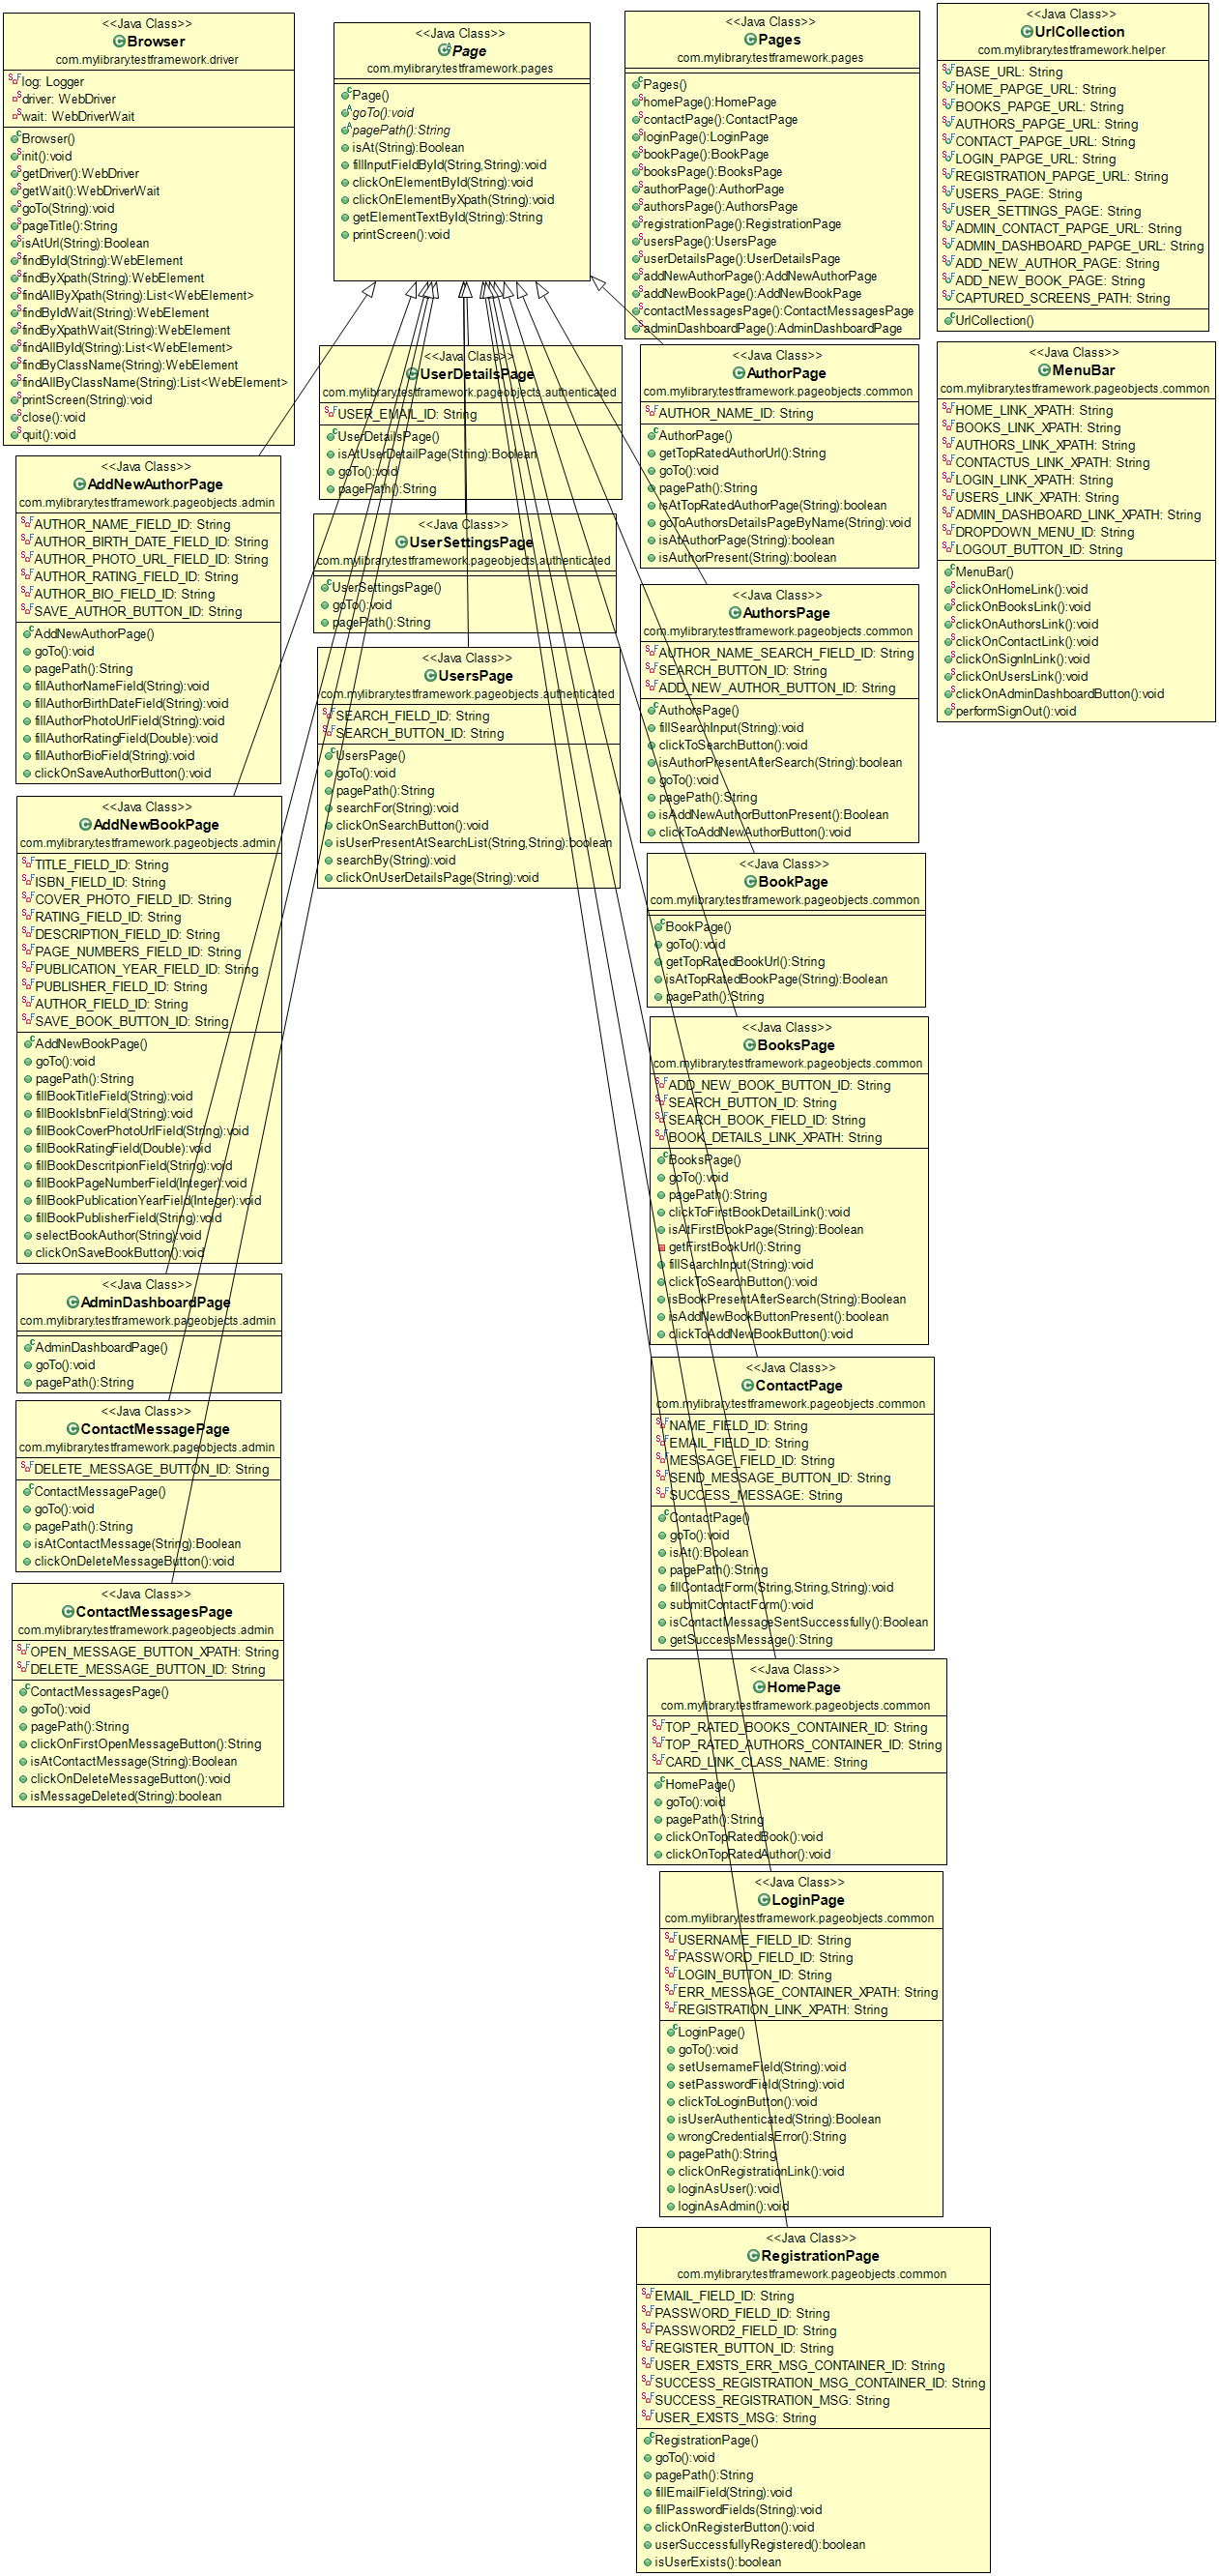 <<Java Class>>
Browser
com.mylibrary.testframework.driver
log: Logger
driver: WebDriver
wait: WebDriverWait
Browser()
init():void
getDriver():WebDriver
getWait():WebDriverWait
goTo(String):void
pageTitle():String
isAtUrl(String):Boolean
findById(String):WebElement
findByXpath(String):WebElement
findAllByXpath(String):List<WebElement>
findByIdWait(String):WebElement
findByXpathWait(String):WebElement
findAllById(String):List<WebElement>
findByClassName(String):WebElement
findAllByClassName(String):List<WebElement>
printScreen(String):void
close():void
quit():void
<<Java Class>>
AddNewAuthorPage
com.mylibrary.testframework.pageobjects.admin
AUTHOR_NAME_FIELD_ID: String
AUTHOR_BIRTH_DATE_FIELD_ID: String
AUTHOR_PHOTO_URL_FIELD_ID: String
AUTHOR_RATING_FIELD_ID: String
AUTHOR_BIO_FIELD_ID: String
SAVE_AUTHOR_BUTTON_ID: String
AddNewAuthorPage()
goTo():void
pagePath():String
fillAuthorNameField(String):void
fillAuthorBirthDateField(String):void
fillAuthorPhotoUrlField(String):void
fillAuthorRatingField(Double):void
fillAuthorBioField(String):void
clickOnSaveAuthorButton():void
<<Java Class>>
AddNewBookPage
com.mylibrary.testframework.pageobjects.admin
TITLE_FIELD_ID: String
ISBN_FIELD_ID: String
COVER_PHOTO_FIELD_ID: String
RATING_FIELD_ID: String
DESCRIPTION_FIELD_ID: String
PAGE_NUMBERS_FIELD_ID: String
PUBLICATION_YEAR_FIELD_ID: String
PUBLISHER_FIELD_ID: String
AUTHOR_FIELD_ID: String
SAVE_BOOK_BUTTON_ID: String
AddNewBookPage()
goTo():void
pagePath():String
fillBookTitleField(String):void
fillBookIsbnField(String):void
fillBookCoverPhotoUrlField(String):void
fillBookRatingField(Double):void
fillBookDescritpionField(String):void
fillBookPageNumberField(Integer):void
fillBookPublicationYearField(Integer):void
fillBookPublisherField(String):void
selectBookAuthor(String):void
clickOnSaveBookButton():void
<<Java Class>>
AdminDashboardPage
com.mylibrary.testframework.pageobjects.admin
AdminDashboardPage()
goTo():void
pagePath():String
<<Java Class>>
ContactMessagePage
com.mylibrary.testframework.pageobjects.admin
DELETE_MESSAGE_BUTTON_ID: String
ContactMessagePage()
goTo():void
pagePath():String
isAtContactMessage(String):Boolean
clickOnDeleteMessageButton():void
<<Java Class>>
ContactMessagesPage
com.mylibrary.testframework.pageobjects.admin
OPEN_MESSAGE_BUTTON_XPATH: String
DELETE_MESSAGE_BUTTON_ID: String
ContactMessagesPage()
goTo():void
pagePath():String
clickOnFirstOpenMessageButton():String
isAtContactMessage(String):Boolean
clickOnDeleteMessageButton():void
isMessageDeleted(String):boolean
<<Java Class>>
Page
com.mylibrary.testframework.pages
Page()
goTo():void
pagePath():String
isAt(String):Boolean
fillInputFieldById(String,String):void
clickOnElementById(String):void
clickOnElementByXpath(String):void
getElementTextById(String):String
printScreen():void
<<Java Class>>
UserDetailsPage
com.mylibrary.testframework.pageobjects.authenticated
USER_EMAIL_ID: String
UserDetailsPage()
isAtUserDetailPage(String):Boolean
goTo():void
pagePath():String
<<Java Class>>
UserSettingsPage
com.mylibrary.testframework.pageobjects.authenticated
UserSettingsPage()
goTo():void
pagePath():String
<<Java Class>>
UsersPage
com.mylibrary.testframework.pageobjects.authenticated
SEARCH_FIELD_ID: String
SEARCH_BUTTON_ID: String
UsersPage()
goTo():void
pagePath():String
searchFor(String):void
clickOnSearchButton():void
isUserPresentAtSearchList(String,String):boolean
searchBy(String):void
clickOnUserDetailsPage(String):void
<<Java Class>>
Pages
com.mylibrary.testframework.pages
Pages()
homePage():HomePage
contactPage():ContactPage
loginPage():LoginPage
bookPage():BookPage
booksPage():BooksPage
authorPage():AuthorPage
authorsPage():AuthorsPage
registrationPage():RegistrationPage
usersPage():UsersPage
userDetailsPage():UserDetailsPage
addNewAuthorPage():AddNewAuthorPage
addNewBookPage():AddNewBookPage
contactMessagesPage():ContactMessagesPage
adminDashboardPage():AdminDashboardPage
<<Java Class>>
AuthorPage
com.mylibrary.testframework.pageobjects.common
AUTHOR_NAME_ID: String
AuthorPage()
getTopRatedAuthorUrl():String
goTo():void
pagePath():String
isAtTopRatedAuthorPage(String):boolean
goToAuthorsDetailsPageByName(String):void
isAtAuthorPage(String):boolean
isAuthorPresent(String):boolean
<<Java Class>>
AuthorsPage
com.mylibrary.testframework.pageobjects.common
AUTHOR_NAME_SEARCH_FIELD_ID: String
SEARCH_BUTTON_ID: String
ADD_NEW_AUTHOR_BUTTON_ID: String
AuthorsPage()
fillSearchInput(String):void
clickToSearchButton():void
isAuthorPresentAfterSearch(String):boolean
goTo():void
pagePath():String
isAddNewAuthorButtonPresent():Boolean
clickToAddNewAuthorButton():void
<<Java Class>>
BookPage
com.mylibrary.testframework.pageobjects.common
BookPage()
goTo():void
getTopRatedBookUrl():String
isAtTopRatedBookPage(String):Boolean
pagePath():String
<<Java Class>>
BooksPage
com.mylibrary.testframework.pageobjects.common
ADD_NEW_BOOK_BUTTON_ID: String
SEARCH_BUTTON_ID: String
SEARCH_BOOK_FIELD_ID: String
BOOK_DETAILS_LINK_XPATH: String
BooksPage()
goTo():void
pagePath():String
clickToFirstBookDetailLink():void
isAtFirstBookPage(String):Boolean
getFirstBookUrl():String
fillSearchInput(String):void
clickToSearchButton():void
isBookPresentAfterSearch(String):Boolean
isAddNewBookButtonPresent():boolean
clickToAddNewBookButton():void
<<Java Class>>
ContactPage
com.mylibrary.testframework.pageobjects.common
NAME_FIELD_ID: String
EMAIL_FIELD_ID: String
MESSAGE_FIELD_ID: String
SEND_MESSAGE_BUTTON_ID: String
SUCCESS_MESSAGE: String
ContactPage()
goTo():void
isAt():Boolean
pagePath():String
fillContactForm(String,String,String):void
submitContactForm():void
isContactMessageSentSuccessfully():Boolean
getSuccessMessage():String
<<Java Class>>
HomePage
com.mylibrary.testframework.pageobjects.common
TOP_RATED_BOOKS_CONTAINER_ID: String
TOP_RATED_AUTHORS_CONTAINER_ID: String
CARD_LINK_CLASS_NAME: String
HomePage()
goTo():void
pagePath():String
clickOnTopRatedBook():void
clickOnTopRatedAuthor():void
<<Java Class>>
LoginPage
com.mylibrary.testframework.pageobjects.common
USERNAME_FIELD_ID: String
PASSWORD_FIELD_ID: String
LOGIN_BUTTON_ID: String
ERR_MESSAGE_CONTAINER_XPATH: String
REGISTRATION_LINK_XPATH: String
LoginPage()
goTo():void
setUsernameField(String):void
setPasswordField(String):void
clickToLoginButton():void
isUserAuthenticated(String):Boolean
wrongCredentialsError():String
pagePath():String
clickOnRegistrationLink():void
loginAsUser():void
loginAsAdmin():void
<<Java Class>>
RegistrationPage
com.mylibrary.testframework.pageobjects.common
EMAIL_FIELD_ID: String
PASSWORD_FIELD_ID: String
PASSWORD2_FIELD_ID: String
REGISTER_BUTTON_ID: String
USER_EXISTS_ERR_MSG_CONTAINER_ID: String
SUCCESS_REGISTRATION_MSG_CONTAINER_ID: String
SUCCESS_REGISTRATION_MSG: String
USER_EXISTS_MSG: String
RegistrationPage()
goTo():void
pagePath():String
fillEmailField(String):void
fillPasswordFields(String):void
clickOnRegisterButton():void
userSuccessfullyRegistered():boolean
isUserExists():boolean
<<Java Class>>
UrlCollection
com.mylibrary.testframework.helper
BASE_URL: String
HOME_PAPGE_URL: String
BOOKS_PAPGE_URL: String
AUTHORS_PAPGE_URL: String
CONTACT_PAPGE_URL: String
LOGIN_PAPGE_URL: String
REGISTRATION_PAPGE_URL: String
USERS_PAGE: String
USER_SETTINGS_PAGE: String
ADMIN_CONTACT_PAPGE_URL: String
ADMIN_DASHBOARD_PAPGE_URL: String
ADD_NEW_AUTHOR_PAGE: String
ADD_NEW_BOOK_PAGE: String
CAPTURED_SCREENS_PATH: String
UrlCollection()
<<Java Class>>
MenuBar
com.mylibrary.testframework.pageobjects.common
HOME_LINK_XPATH: String
BOOKS_LINK_XPATH: String
AUTHORS_LINK_XPATH: String
CONTACTUS_LINK_XPATH: String
LOGIN_LINK_XPATH: String
USERS_LINK_XPATH: String
ADMIN_DASHBOARD_LINK_XPATH: String
DROPDOWN_MENU_ID: String
LOGOUT_BUTTON_ID: String
MenuBar()
clickOnHomeLink():void
clickOnBooksLink():void
clickOnAuthorsLink():void
clickOnContactLink():void
clickOnSignInLink():void
clickOnUsersLink():void
clickOnAdminDashboardButton():void
performSignOut():void